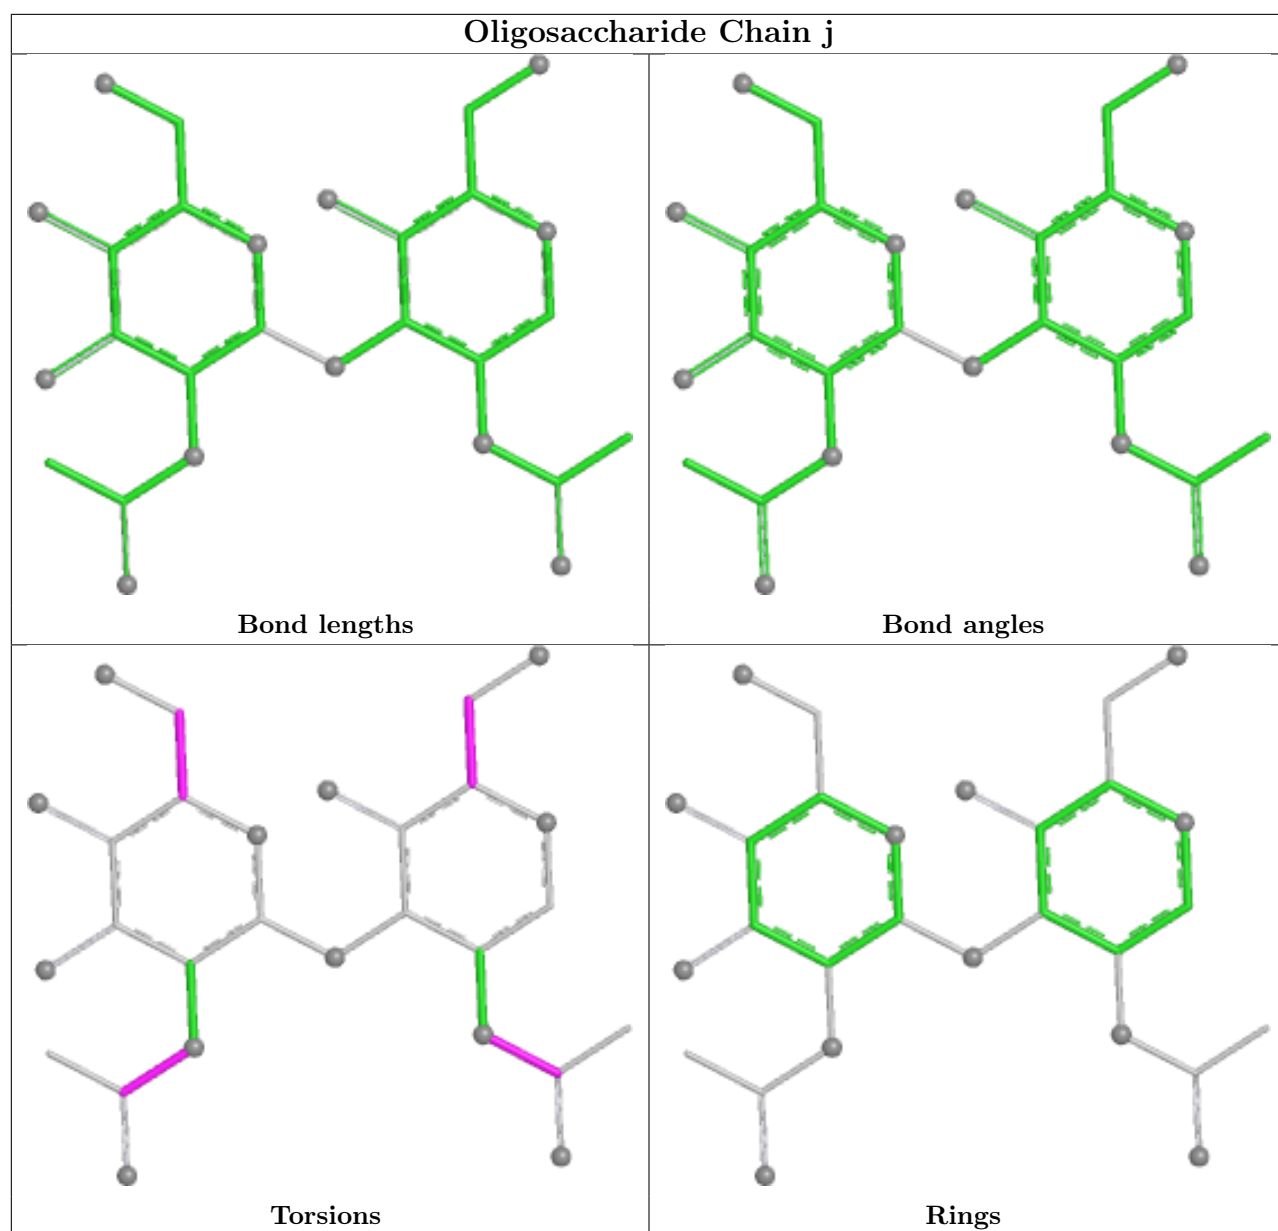 Oligosaccharide Chain j
Bond lengths
Bond angles
Torsions
Rings